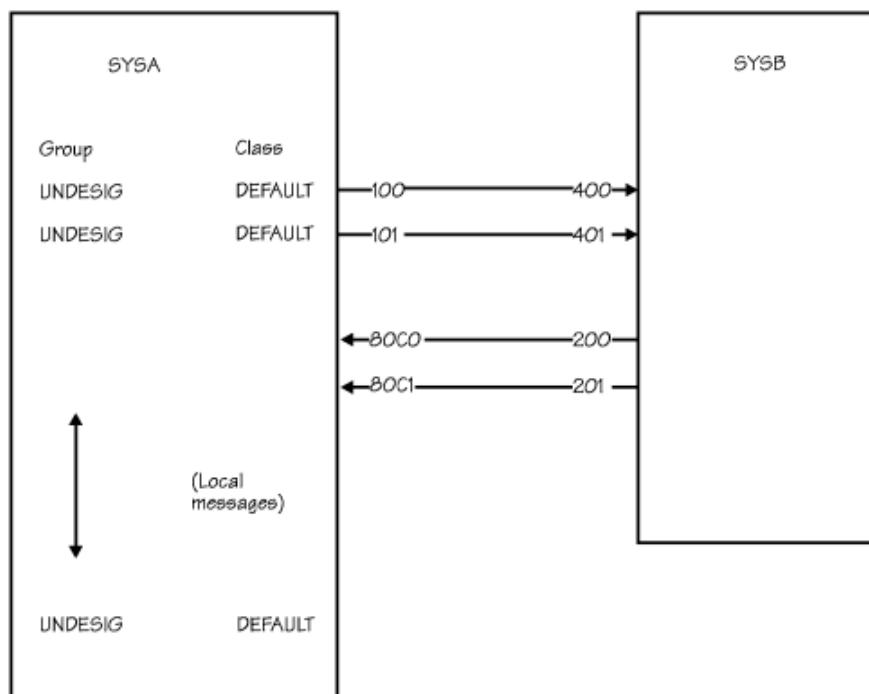 SYSA
SYSB
Group Class
UNDESIG DEFAULT 100 400
UNDESIG DEFAULT 101 401
80C0 200
80C1 201
(Local
messages)
UNDESIG DEFAULT